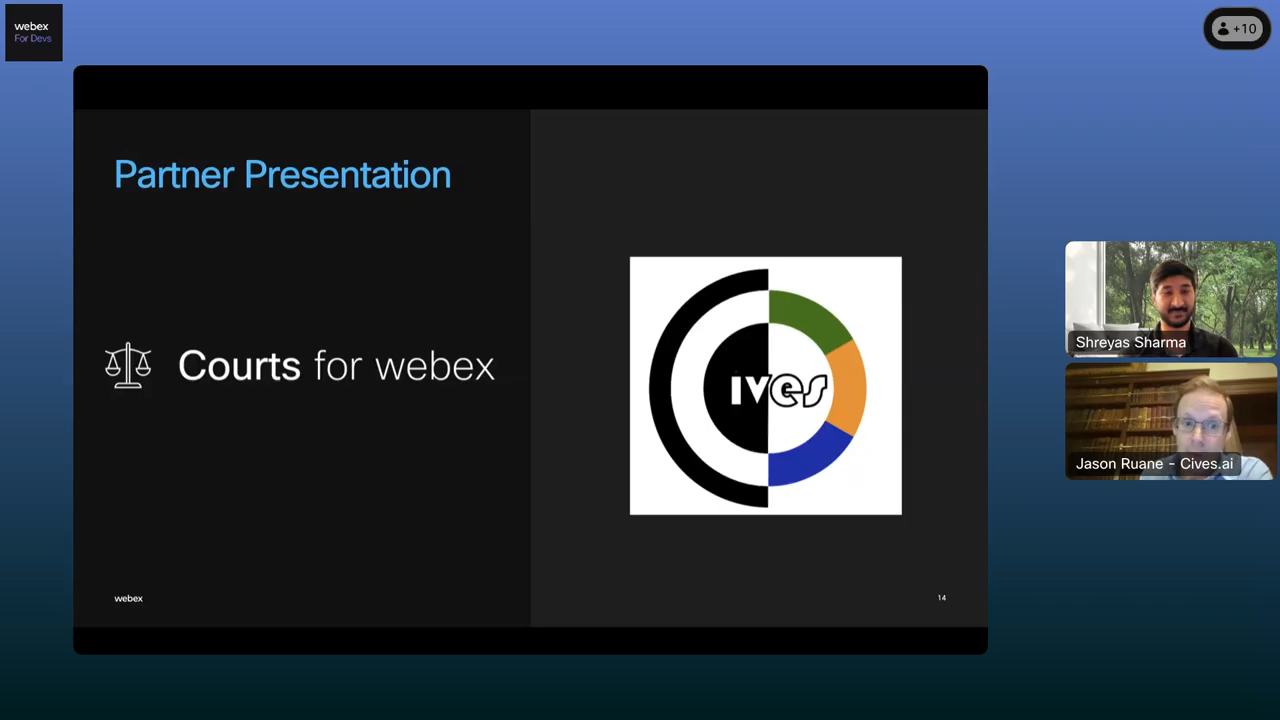 webex
For Devs
+10
Partner Presentation
Courts for webex
ives
webex
14
Shreyas Sharma
Jason Ruane - Cives.ai